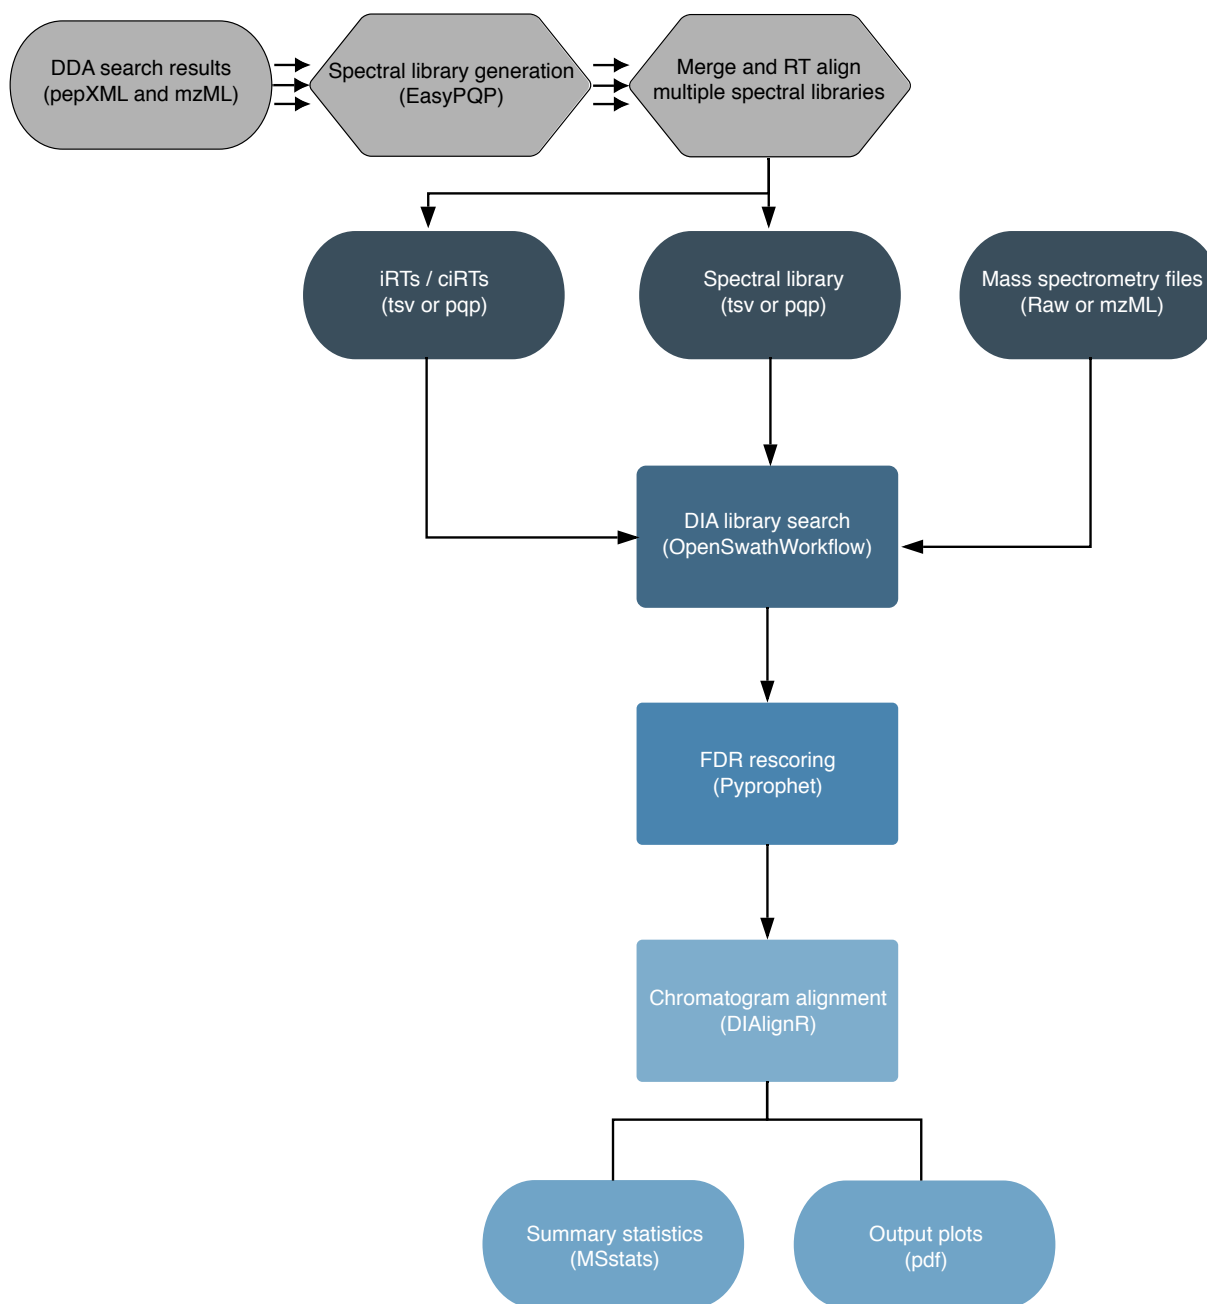 DDA search results
(pepXML and mzML)
Spectral library generation
(EasyPQP)
Merge and RT align
multiple spectral libraries
iRTs / ciRTs
(tsv or pqp)
Spectral library
(tsv or pqp)
Mass spectrometry files
(Raw or mzML)
DIA library search
(OpenSwathWorkflow)
FDR rescoring
(Pyprophet)
Chromatogram alignment
(DIAlignR)
Summary statistics
(MSstats)
Output plots
(pdf)